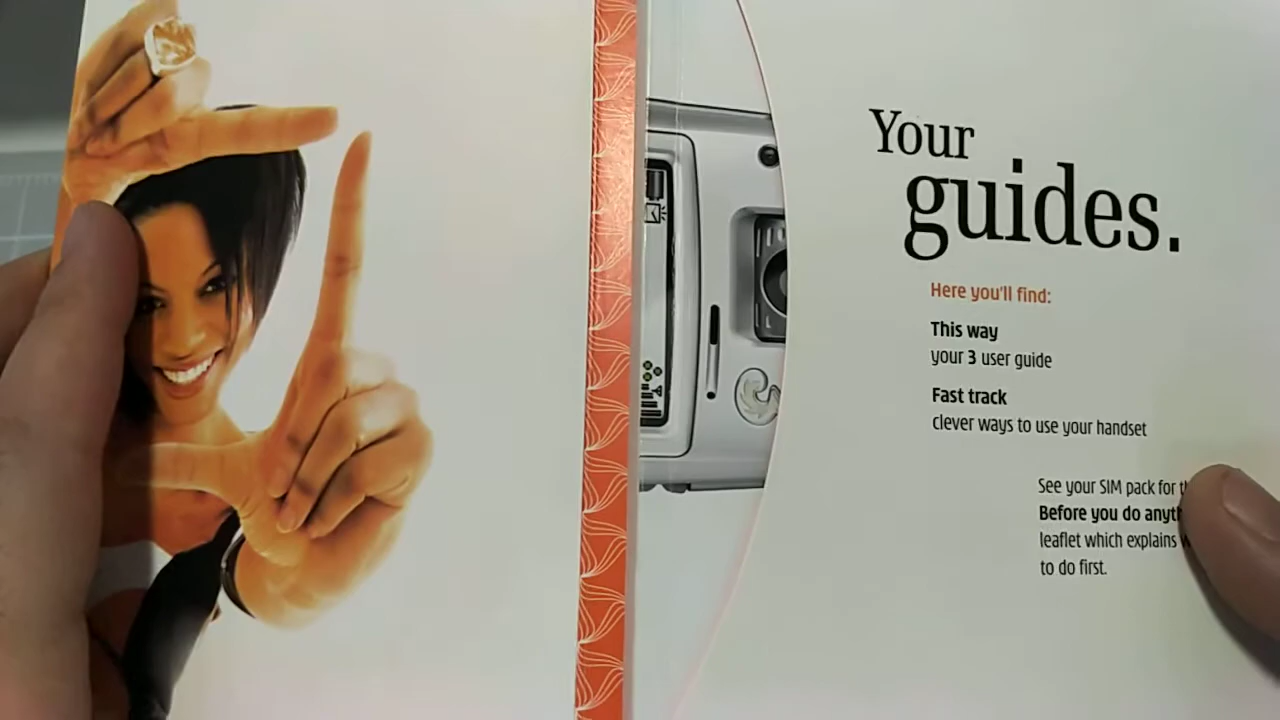 Your
guides.
Here you'll find:
This way
your 3 user guide
Fast track
clever ways to use your handset
See your SIM pack for
Before you do
leaflet which explains
to do first.